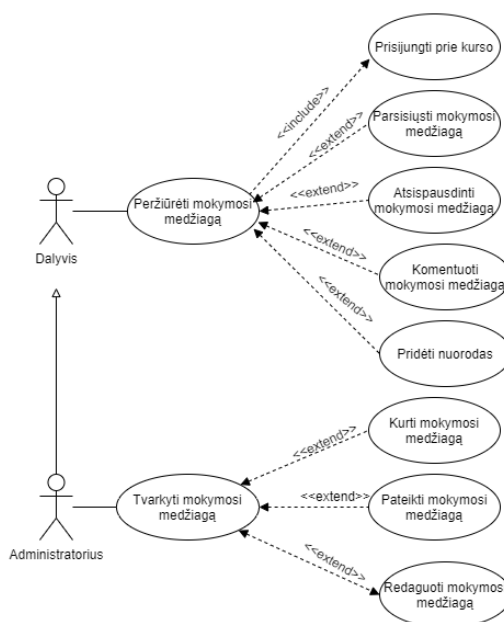 Prisijungti prie kurso
<<include>>
Parsisiųsti mokymosi
medžiagą
<<extend>>
Peržiūrėti mokymosi
medžiagą
<<extend>>
Atsispausdinti
mokymosi medžiagą
Dalyvis
<<extend>>
Komentuoti
mokymosi medžiagą
<<extend>>
Pridėti nuorodas
Kurti mokymosi
medžiagą
<<extend>>
Tvarkyti mokymosi
medžiagą
<<extend>>
Pateikti mokymosi
medžiagą
Administratorius
<<extend>>
Redaguoti mokymosi
medžiagą